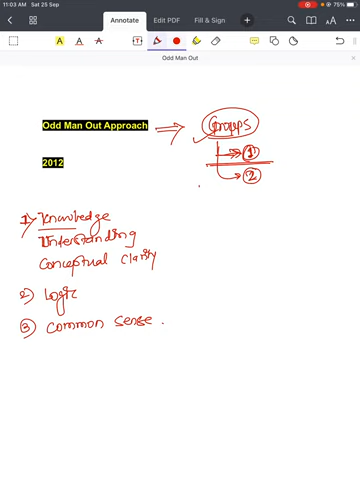 11:03 AM Sat 25 Sep
75%
Annotate
Edit PDF
Fill & Sign
A A A T
Odd Man Out
Odd Man Out Approach
Groups
1
2012
2
1) Knowledge
Understanding
Conceptual clarity
2) Logic
3 common sense .